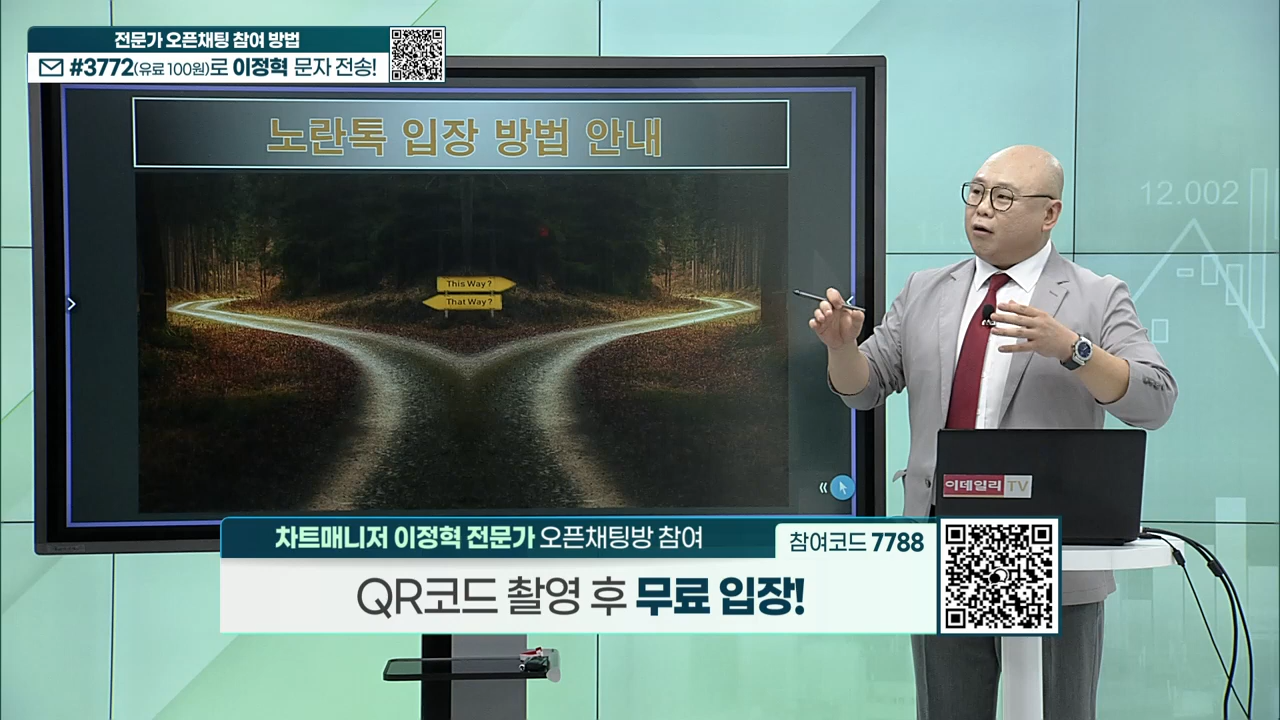 전문가 오픈채팅 참여 방법
#3772(유료 100원)로 이정혁 문자 전송!
노란톡 입장 방법 안내
This Way?
That Way?
12.002
이데일리 TV
차트매니저 이정혁 전문가 오픈채팅방 참여
참여코드 7788
QR코드 촬영 후 무료 입장!